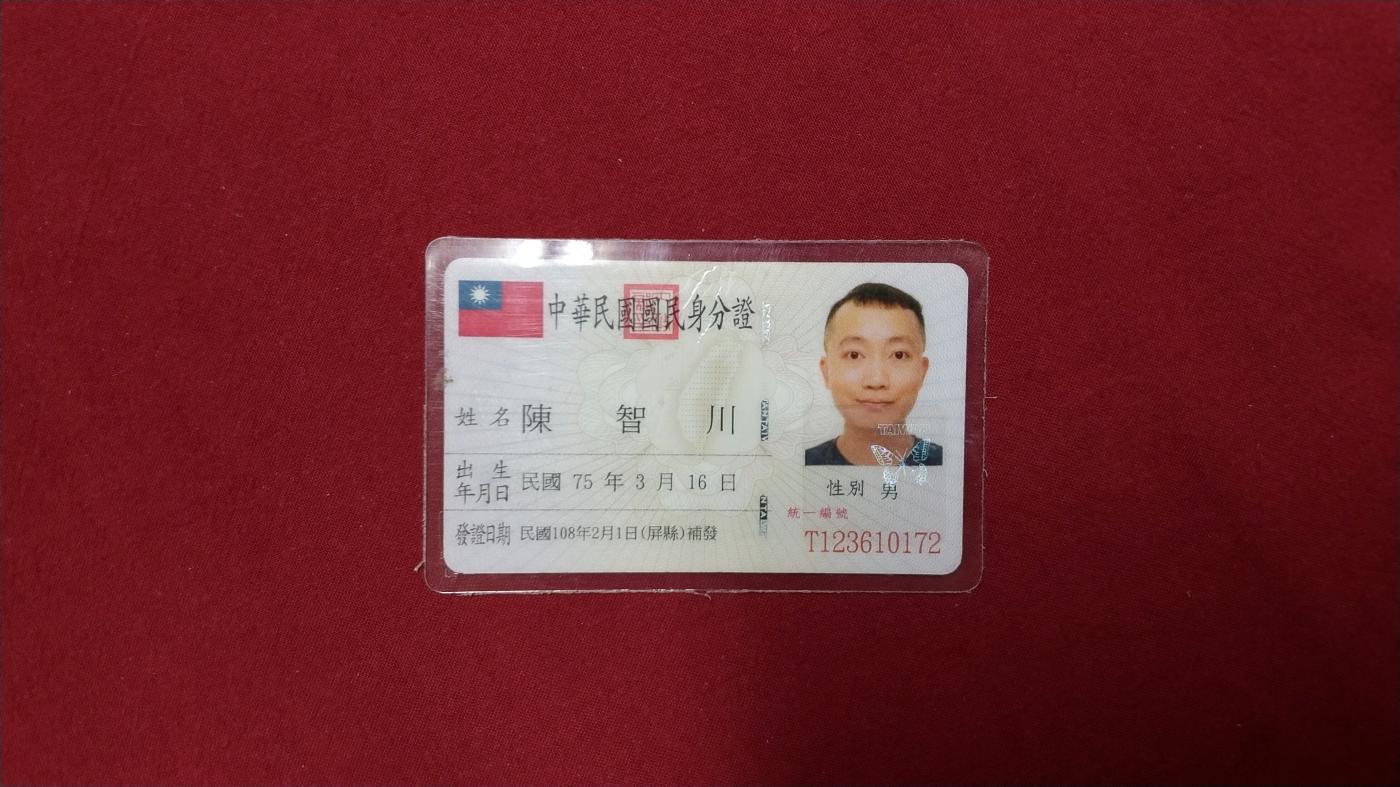 中華民國國民身分證
姓名 陳智川
出生年月日 民國 75 年 3 月 16 日
發證日期 民國108年2月1日(屏縣)補發
TAIWAN
性別 男
統一編號
T123610172